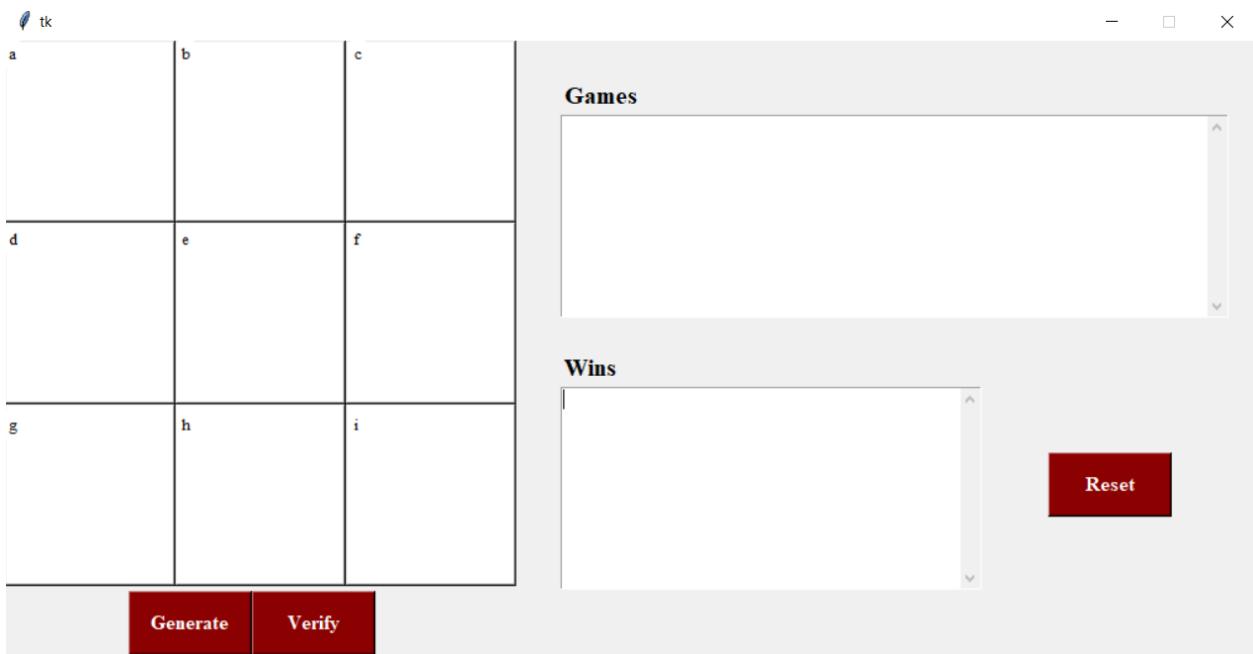 tk
a b c
Games
d e f
Wins
g h i
Reset
Generate Verify